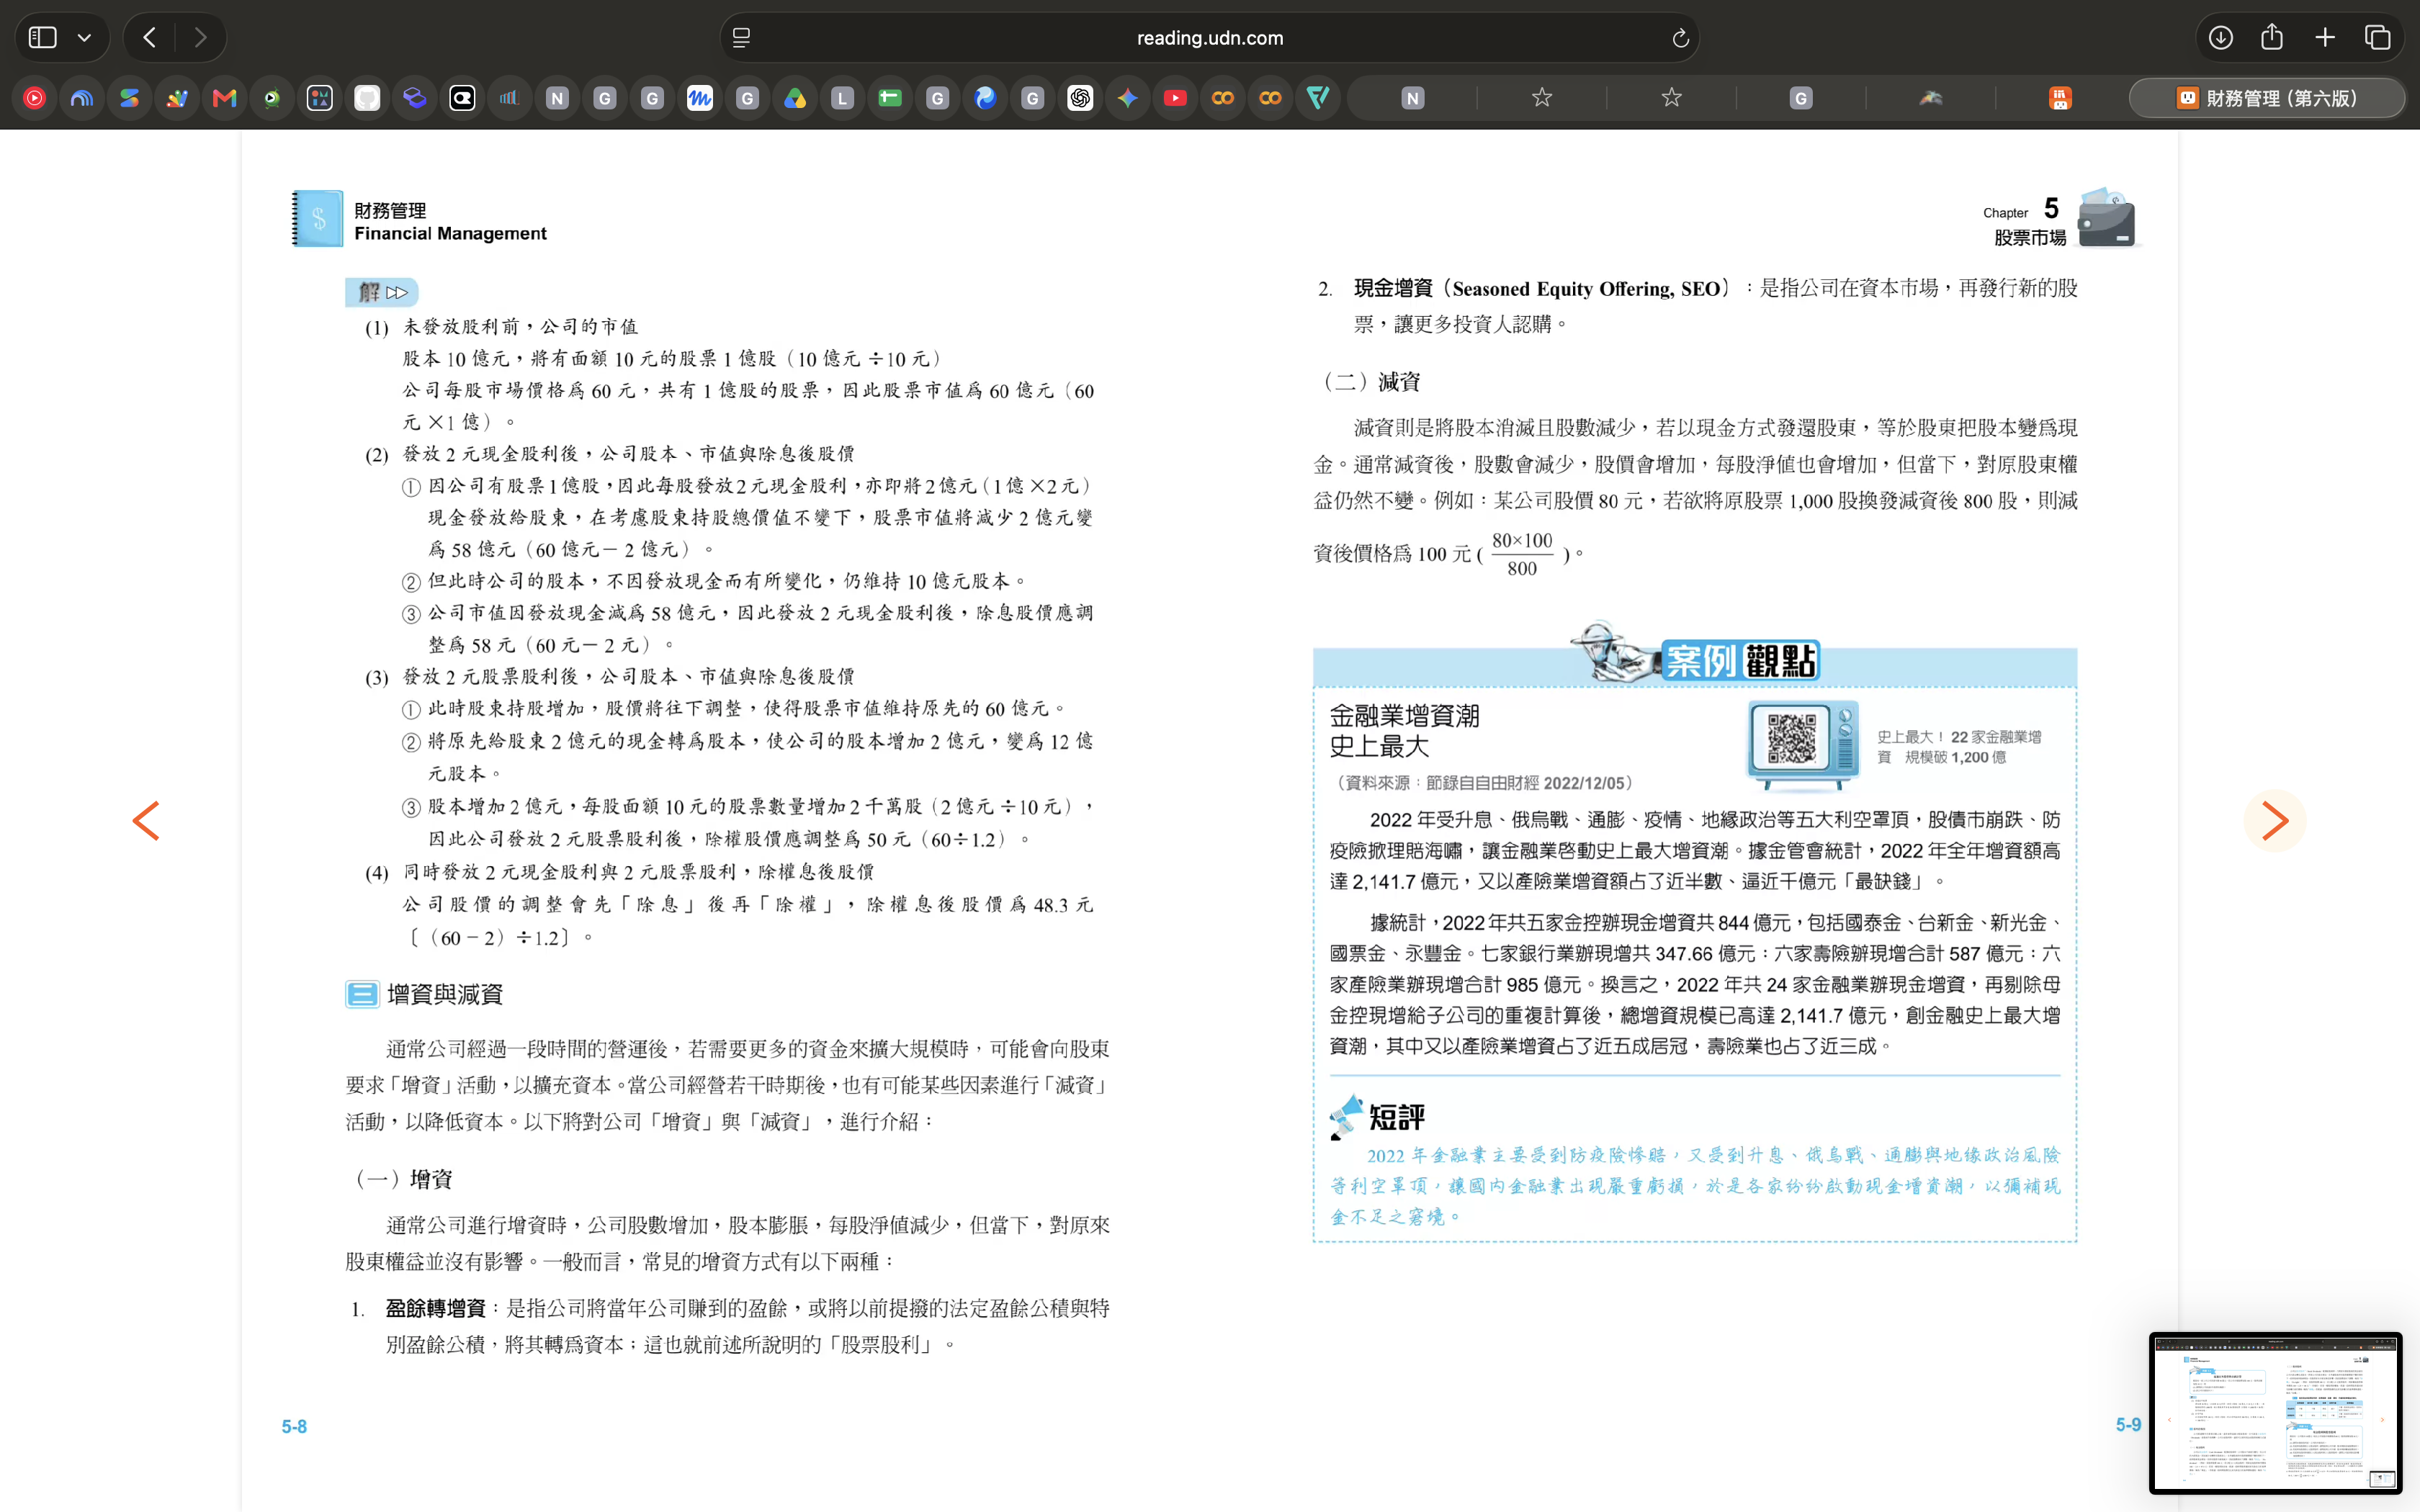 reading.udn.com
財務管理 (第六版)
財務管理
Financial Management
解
(1) 未發放股利前，公司的市值
股本 10 億元，將有面額 10 元的股票 1 億股（10 億元 ÷10 元）
公司每股市場價格為 60 元，共有 1 億股的股票，因此股票市值為 60 億元（60
元 ×1 億）。
(2) 發放 2 元現金股利後，公司股本、市值與除息後股價
① 因公司有股票1億股，因此每股發放2元現金股利，亦即將2億元（1億×2元）
現金發放給股東，在考慮股東持股總價值不變下，股票市值將減少 2 億元變
為 58 億元（60 億元－ 2 億元）。
② 但此時公司的股本，不因發放現金而有所變化，仍維持 10 億元股本。
③ 公司市值因發放現金減為 58 億元，因此發放 2 元現金股利後，除息股價應調
整為 58 元（60 元－ 2 元）。
(3) 發放 2 元股票股利後，公司股本、市值與除息後股價
① 此時股東持股增加，股價將往下調整，使得股票市值維持原先的 60 億元。
② 將原先給股東 2 億元的現金轉為股本，使公司的股本增加 2 億元，變為 12 億
元股本。
③ 股本增加 2 億元，每股面額 10 元的股票數量增加 2 千萬股（2 億元 ÷10 元），
因此公司發放 2 元股票股利後，除權股價應調整為 50 元（60÷1.2）。
(4) 同時發放 2 元現金股利與 2 元股票股利，除權息後股價
公司股價的調整會先「除息」後再「除權」，除權息後股價為 48.3 元
〔（60 − 2）÷1.2〕。
三 增資與減資
通常公司經過一段時間的營運後，若需要更多的資金來擴大規模時，可能會向股東
要求「增資」活動，以擴充資本。當公司經營若干時期後，也有可能某些因素進行「減資」
活動，以降低資本。以下將對公司「增資」與「減資」，進行介紹：
（一）增資
通常公司進行增資時，公司股數增加，股本膨脹，每股淨值減少，但當下，對原來
股東權益並沒有影響。一般而言，常見的增資方式有以下兩種：
1. 盈餘轉增資：是指公司將當年公司賺到的盈餘，或將以前提撥的法定盈餘公積與特
別盈餘公積，將其轉為資本；這也就前述所說明的「股票股利」。
5-8
Chapter 5
股票市場
2. 現金增資（Seasoned Equity Offering, SEO）：是指公司在資本市場，再發行新的股
票，讓更多投資人認購。
（二）減資
減資則是將股本消滅且股數減少，若以現金方式發還股東，等於股東把股本變為現
金。通常減資後，股數會減少，股價會增加，每股淨值也會增加，但當下，對原股東權
益仍然不變。例如：某公司股價 80 元，若欲將原股票 1,000 股換發減資後 800 股，則減
資後價格為 100 元 ( 80×100 / 800 )。
案例觀點
金融業增資潮
史上最大
（資料來源：節錄自自由財經 2022/12/05）
史上最大！ 22 家金融業增
資　規模破 1,200 億
2022 年受升息、俄烏戰、通膨、疫情、地緣政治等五大利空罩頂，股債市崩跌、防
疫險掀理賠海嘯，讓金融業啓動史上最大增資潮。據金管會統計，2022 年全年增資額高
達 2,141.7 億元，又以產險業增資額占了近半數、逼近千億元「最缺錢」。
據統計，2022 年共五家金控辦現金增資共 844 億元，包括國泰金、台新金、新光金、
國票金、永豐金。七家銀行業辦現增共 347.66 億元：六家壽險辦現增合計 587 億元：六
家產險業辦現增合計 985 億元。換言之，2022 年共 24 家金融業辦現金增資，再剔除母
金控現增給子公司的重複計算後，總增資規模已高達 2,141.7 億元，創金融史上最大增
資潮，其中又以產險業增資占了近五成居冠，壽險業也占了近三成。
短評
2022 年金融業主要受到防疫險慘賠，又受到升息、俄烏戰、通膨與地緣政治風險
等利空罩頂，讓國內金融業出現嚴重虧損，於是各家紛紛啟動現金增資潮，以彌補現
金不足之窘境。
5-9